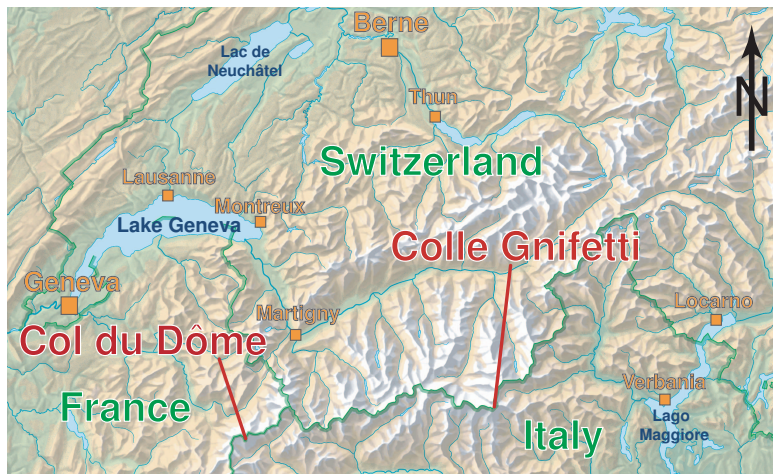 Berne
Lac de
Neuchâtel
N
Thun
Switzerland
Lausanne
Montreux
Lake Geneva
Colle Gnifetti
Geneva
Martigny
Locarno
Col du Dôme
Verbania
France
Lago
Maggiore
Italy